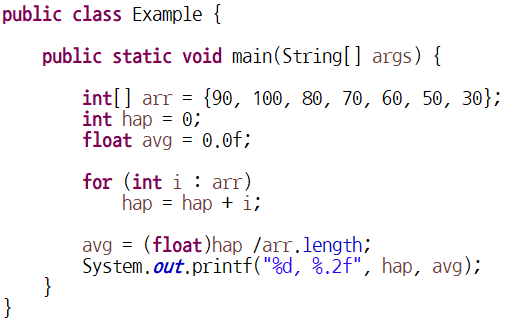 public class Example {
public static void main(String[] args) {
int[] arr = {90, 100, 80, 70, 60, 50, 30};
int hap = 0;
float avg = 0.0f;
for (int i : arr)
hap = hap + i;
avg = (float)hap /arr.length;
System.out.printf("%d, %.2f", hap, avg);
}
}